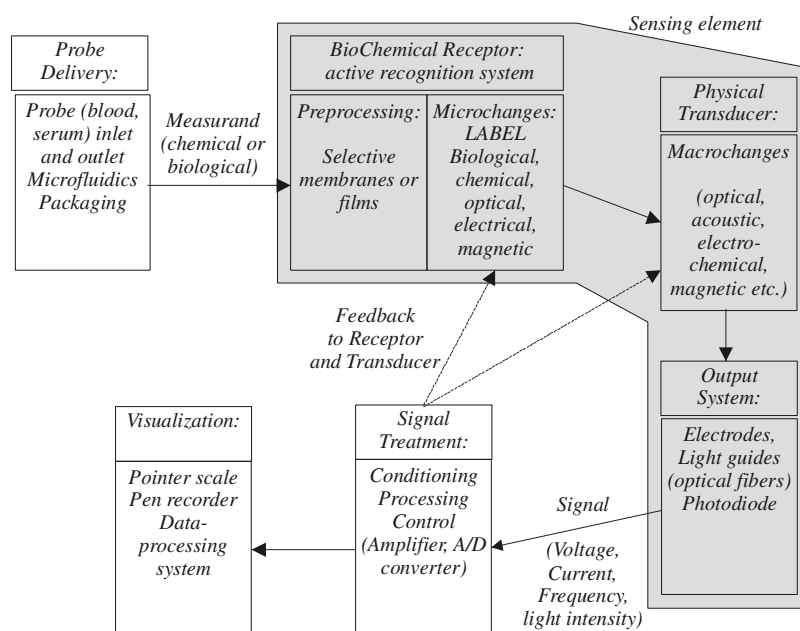 Sensing element
Probe
Delivery:
Probe (blood,
serum) inlet
and outlet
Microfluidics
Packaging
Measurand
(chemical or
biological)
BioChemical Receptor:
active recognition system
Preprocessing:
Selective
membranes or
films
Microchanges:
LABEL
Biological,
chemical,
optical,
electrical,
magnetic
Physical
Transducer:
Macrochanges
(optical,
acoustic,
electro-
chemical,
magnetic etc.)
Feedback
to Receptor
and Transducer
Output
System:
Electrodes,
Light guides
(optical fibers)
Photodiode
Signal
(Voltage,
Current,
Frequency,
light intensity)
Signal
Treatment:
Conditioning
Processing
Control
(Amplifier, A/D
converter)
Visualization:
Pointer scale
Pen recorder
Data-
processing
system